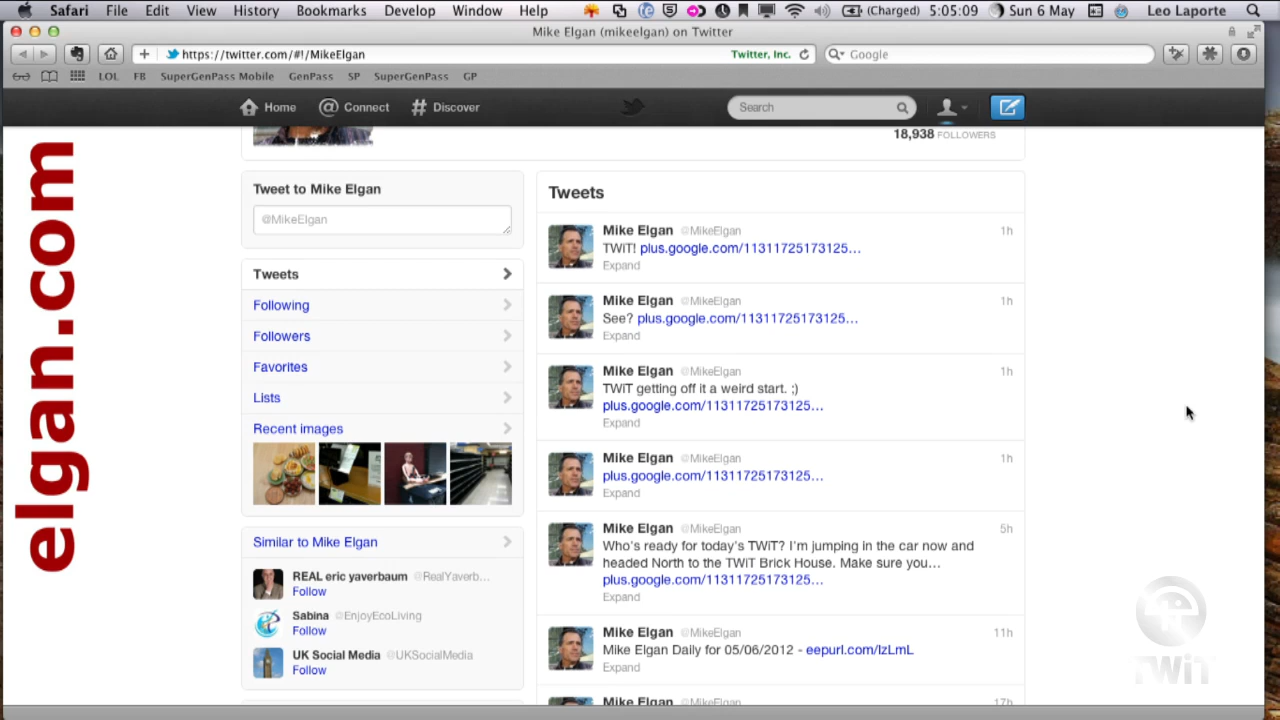 Safari File Edit View History Bookmarks Develop Window Help (Charged) 5:05:09 Sun 6 May Leo Laporte
Mike Elgan (mikeelgan) on Twitter
https://twitter.com/#!/MikeElgan Twitter, Inc. Google
LOL FB SuperGenPass Mobile GenPass SP SuperGenPass GP
Home @ Connect # Discover Search
18,938 FOLLOWERS
elgan.com
Tweet to Mike Elgan
@MikeElgan
Tweets
Following
Followers
Favorites
Lists
Recent images
Similar to Mike Elgan
REAL eric yaverbaum @RealYaverb...
Follow
Sabina @EnjoyEcoLiving
Follow
UK Social Media @UKSocialMedia
Follow
Tweets
Mike Elgan @MikeElgan 1h
TWiT! plus.google.com/11311725173125...
Expand
Mike Elgan @MikeElgan 1h
See? plus.google.com/11311725173125...
Expand
Mike Elgan @MikeElgan 1h
TWiT getting off it a weird start. ;)
plus.google.com/11311725173125...
Expand
Mike Elgan @MikeElgan 1h
plus.google.com/11311725173125...
Expand
Mike Elgan @MikeElgan 5h
Who's ready for today's TWiT? I'm jumping in the car now and
headed North to the TWiT Brick House. Make sure you...
plus.google.com/11311725173125...
Expand
Mike Elgan @MikeElgan 11h
Mike Elgan Daily for 05/06/2012 - eepurl.com/lzLmL
Expand
Mike Elgan @MikeElgan 17h
TWiT